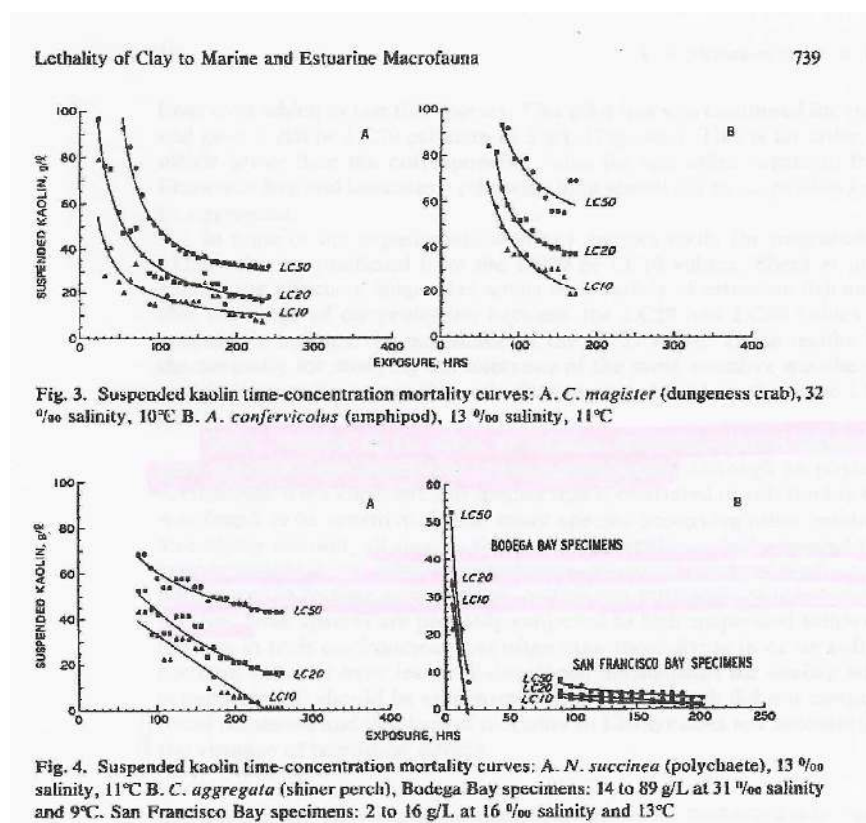 Lethality of Clay to Marine and Estuarine Macrofauna 739
100 A 100 B
80 80
60 60
40 40
20 20
0 0
0 100 200 300 400 0 100 200 300 400
SUSPENDED KAOLIN, g/ℓ
LC50
LC20
LC10
LC50
LC20
LC10
EXPOSURE, HRS
Fig. 3. Suspended kaolin time-concentration mortality curves: A. C. magister (dungeness crab), 32
‰ salinity, 10°C B. A. confervicolus (amphipod), 13 ‰ salinity, 11°C
100 A 60 B
80 50
60 40
40 30
20 20
0 10
0
0 100 200 300 400 0 50 100 150 200 250
SUSPENDED KAOLIN, g/ℓ
LC50
LC20
LC10
LC50
BODEGA BAY SPECIMENS
LC20
LC10
SAN FRANCISCO BAY SPECIMENS
LC50
LC20
LC10
EXPOSURE, HRS
Fig. 4. Suspended kaolin time-concentration mortality curves: A. N. succinea (polychaete), 13 ‰
salinity, 11°C B. C. aggregata (shiner perch), Bodega Bay specimens: 14 to 89 g/L at 31 ‰ salinity
and 9°C. San Francisco Bay specimens: 2 to 16 g/L at 16 ‰ salinity and 13°C